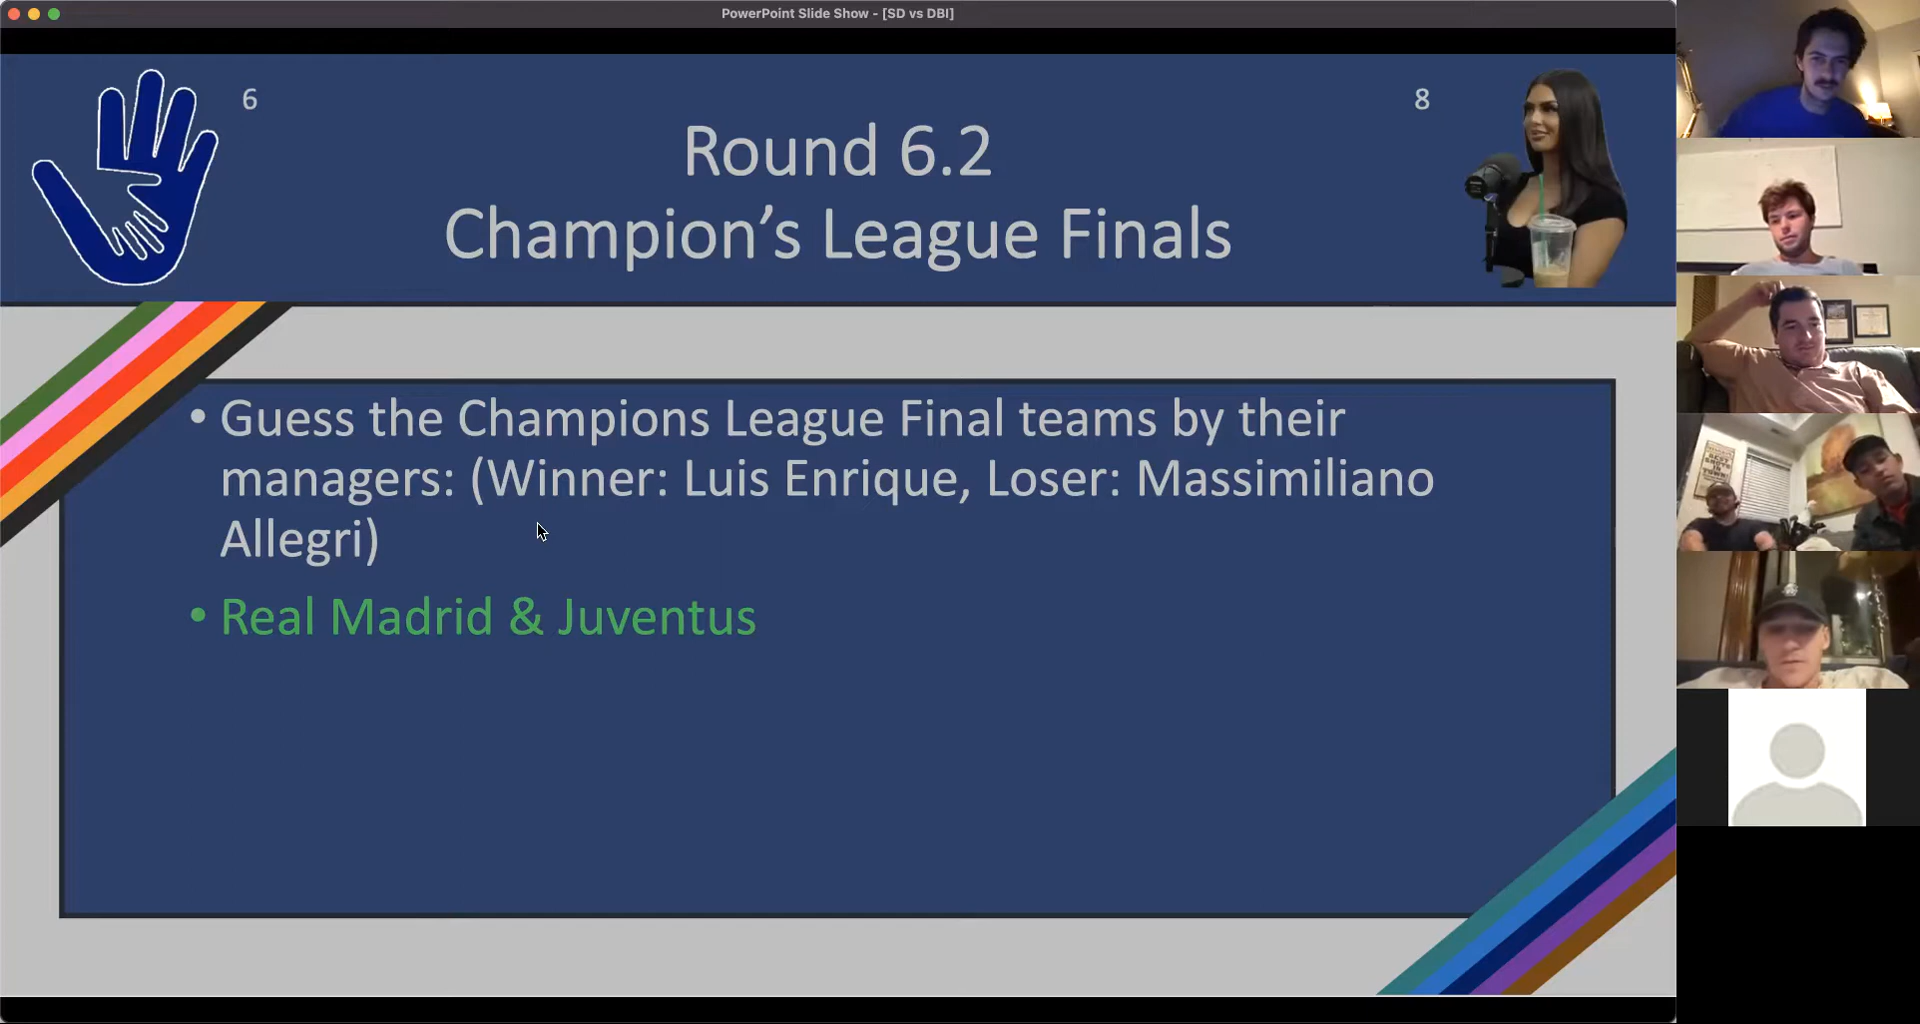 PowerPoint Slide Show - [SD vs DBI]
6
8
Round 6.2
Champion’s League Finals
• Guess the Champions League Final teams by their
managers: (Winner: Luis Enrique, Loser: Massimiliano
Allegri)
• Real Madrid & Juventus